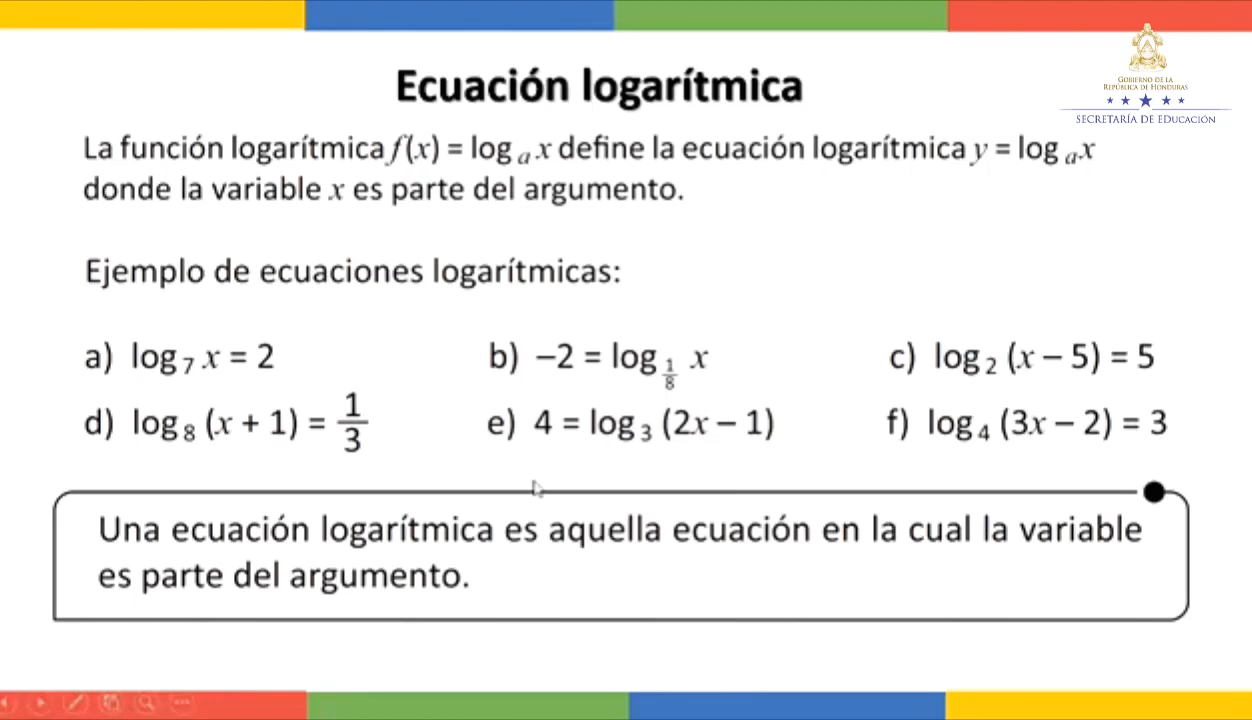 Ecuación logarítmica
GOBIERNO DE LA
REPÚBLICA DE HONDURAS
SECRETARÍA DE EDUCACIÓN
La función logarítmica f(x) = log ₐ x define la ecuación logarítmica y = log ₐ x
donde la variable x es parte del argumento.
Ejemplo de ecuaciones logarítmicas:
a) log ₇ x = 2 b) –2 = log _(1/8) x c) log ₂ (x – 5) = 5
d) log ₈ (x + 1) = 1/3 e) 4 = log ₃ (2x – 1) f) log ₄ (3x – 2) = 3
Una ecuación logarítmica es aquella ecuación en la cual la variable
es parte del argumento.